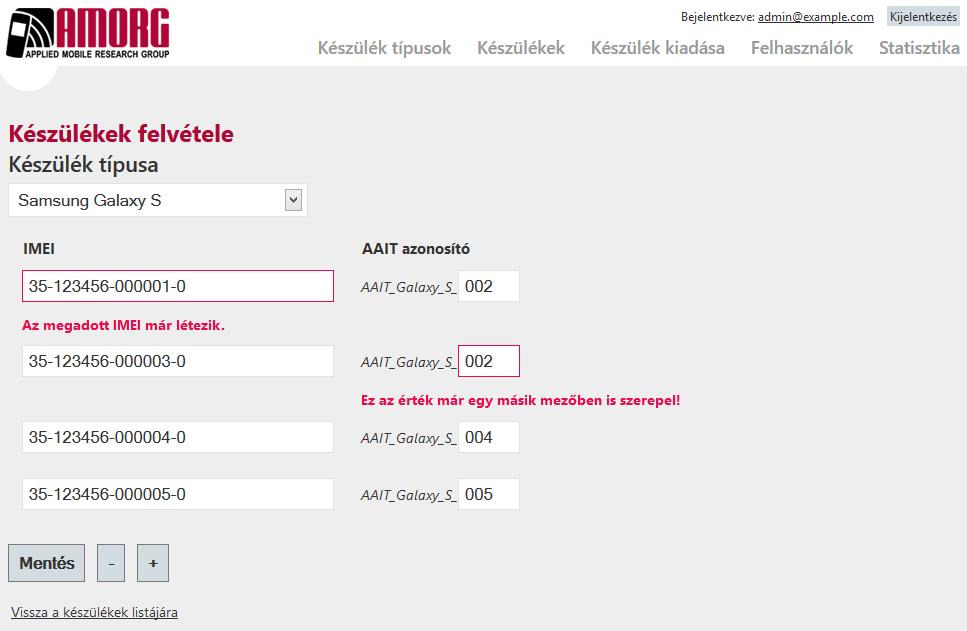 AMORG
APPLIED MOBILE RESEARCH GROUP
Bejelentkezve: admin@example.com Kijelentkezés
Készülék típusok Készülékek Készülék kiadása Felhasználók Statisztika
Készülékek felvétele
Készülék típusa
Samsung Galaxy S
IMEI AAIT azonosító
35-123456-000001-0 AAIT_Galaxy_S_ 002
Az megadott IMEI már létezik.
35-123456-000003-0 AAIT_Galaxy_S_ 002
Ez az érték már egy másik mezőben is szerepel!
35-123456-000004-0 AAIT_Galaxy_S_ 004
35-123456-000005-0 AAIT_Galaxy_S_ 005
Mentés - +
Vissza a készülékek listájára